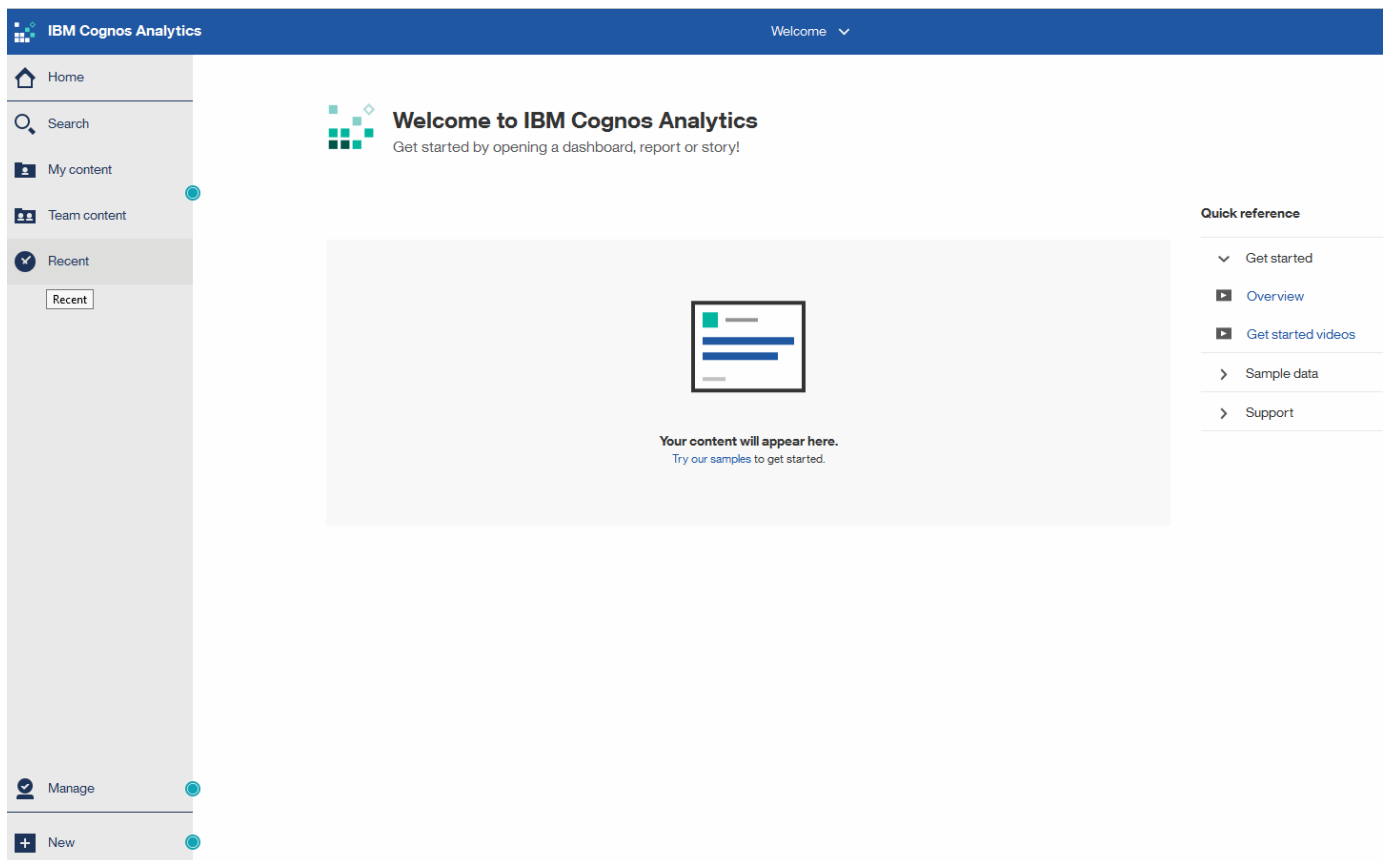 IBM Cognos Analytics
Welcome
Home
Search
My content
Team content
Recent
Recent
Manage
New
Welcome to IBM Cognos Analytics
Get started by opening a dashboard, report or story!
Your content will appear here.
Try our samples to get started.
Quick reference
Get started
Overview
Get started videos
Sample data
Support